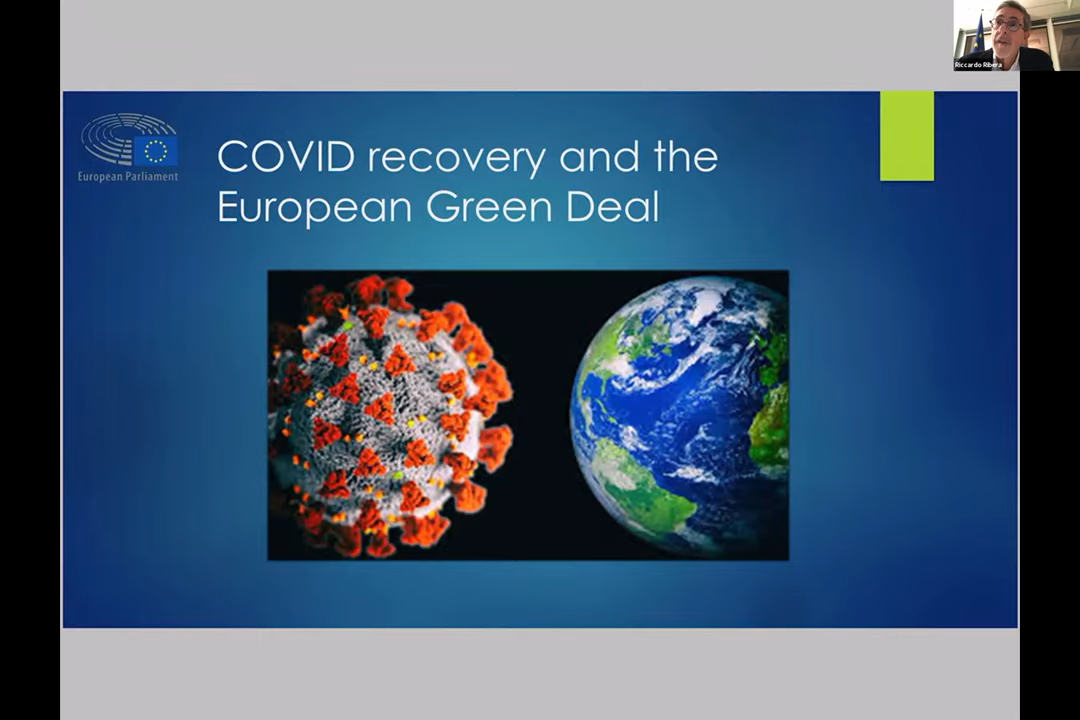 Riccardo Ribera
European Parliament
COVID recovery and the
European Green Deal